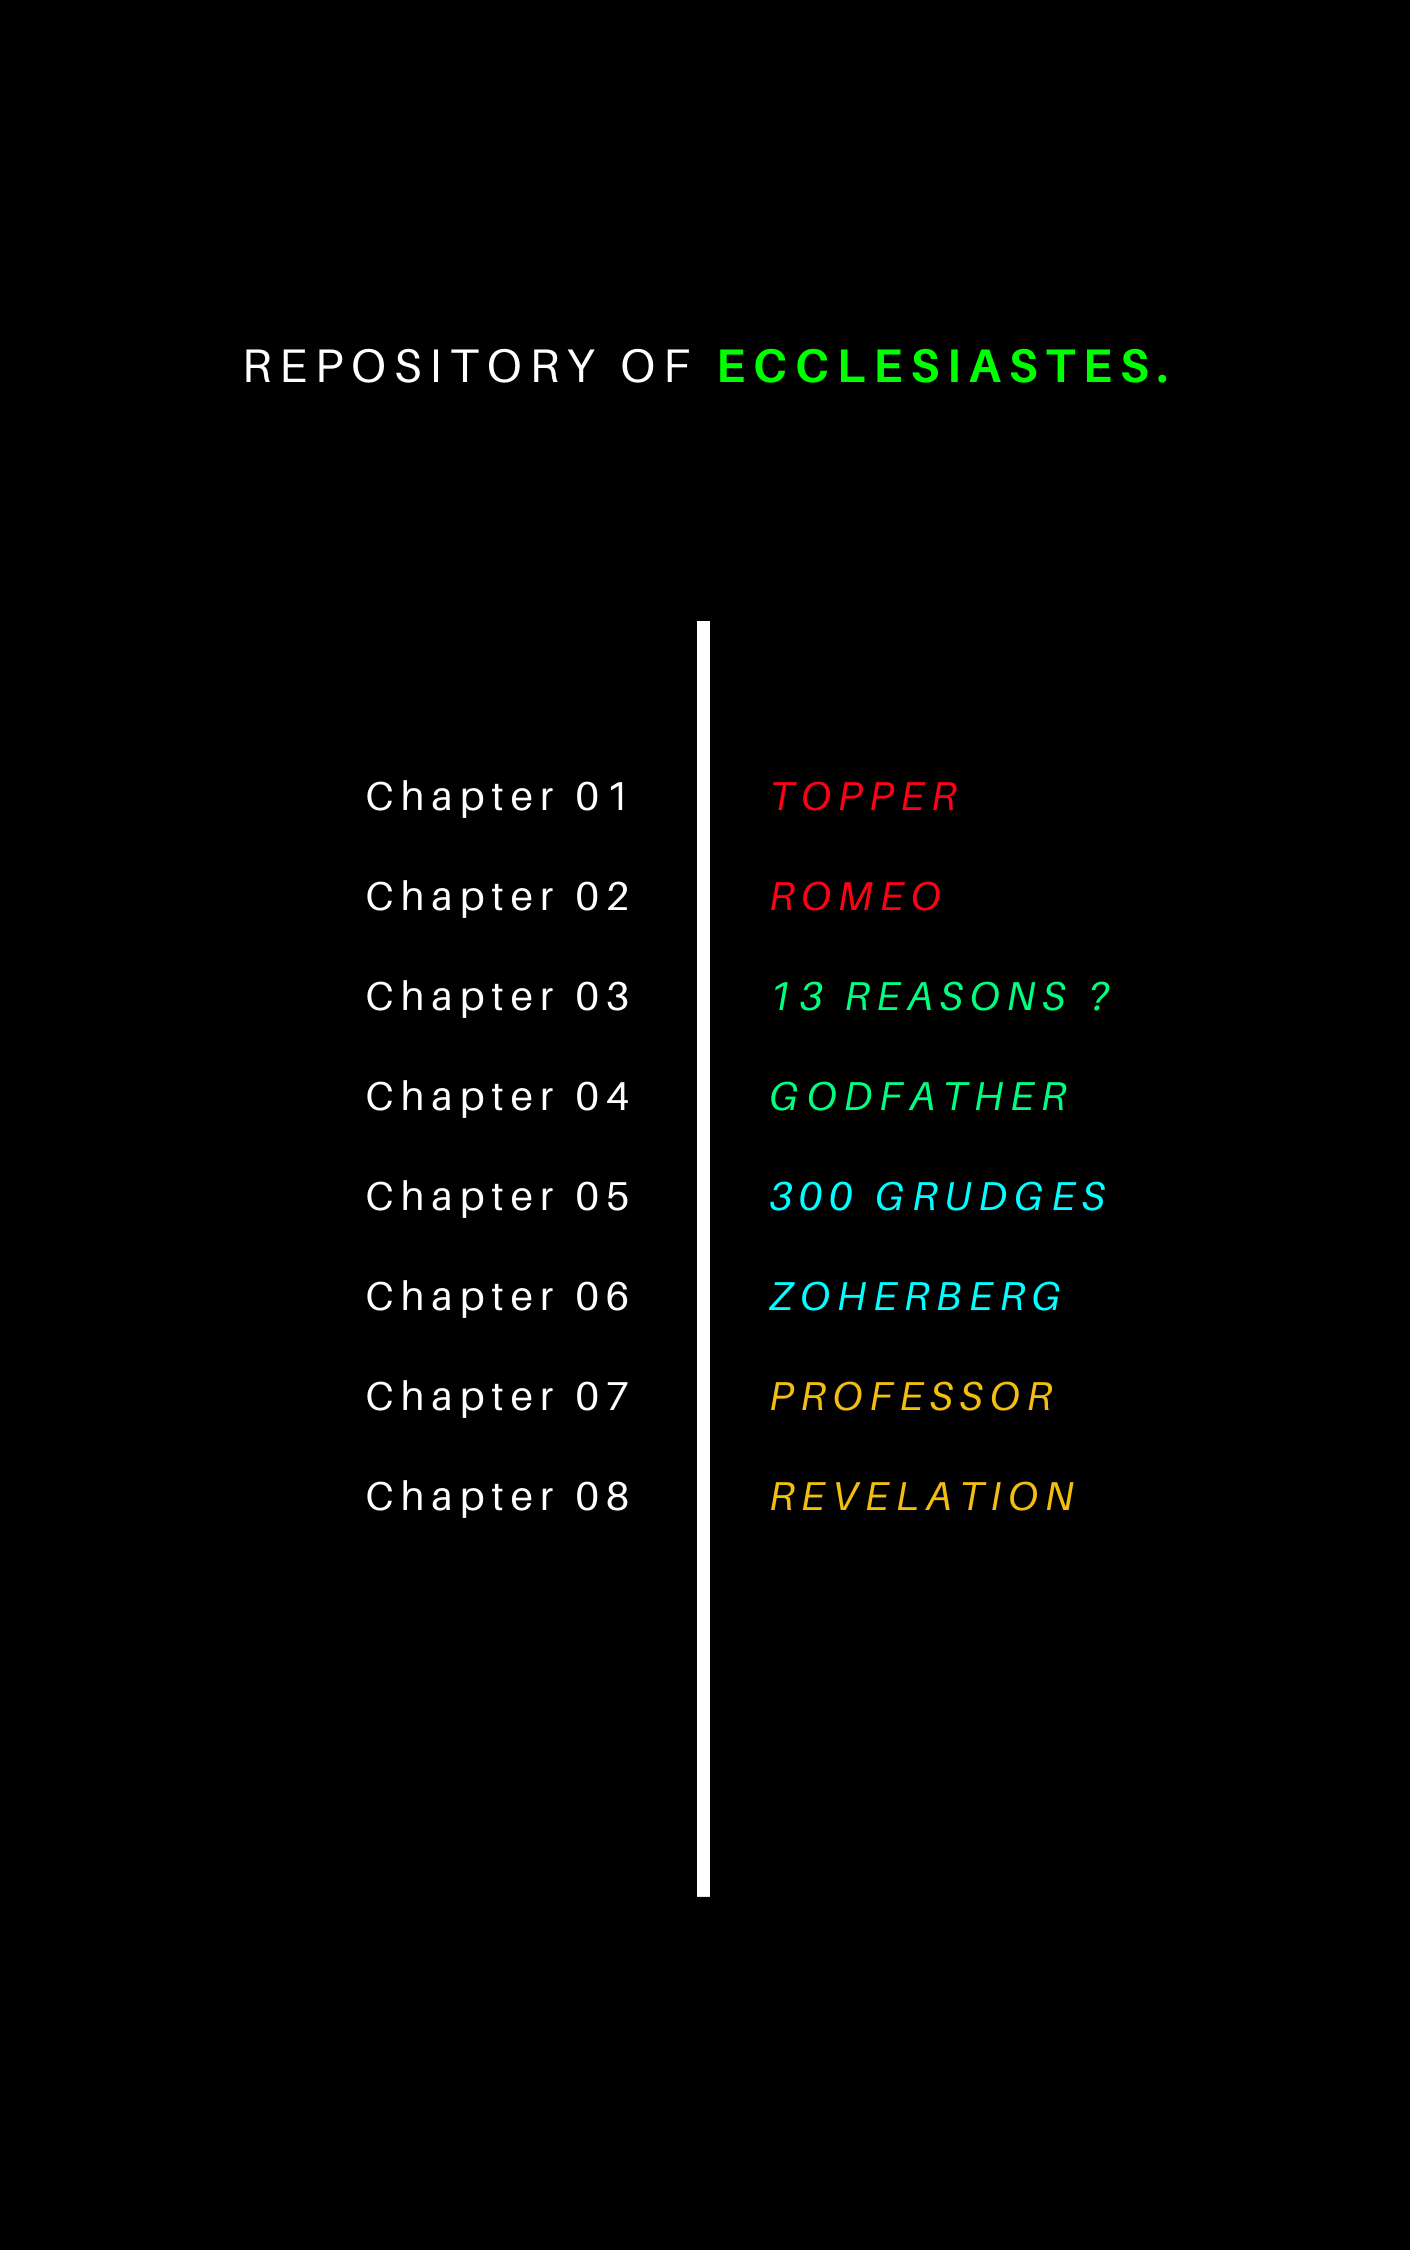 REPOSITORY OF ECCLESIASTES.
Chapter 01 TOPPER
Chapter 02 ROMEO
Chapter 03 13 REASONS ?
Chapter 04 GODFATHER
Chapter 05 300 GRUDGES
Chapter 06 ZOHERBERG
Chapter 07 PROFESSOR
Chapter 08 REVELATION